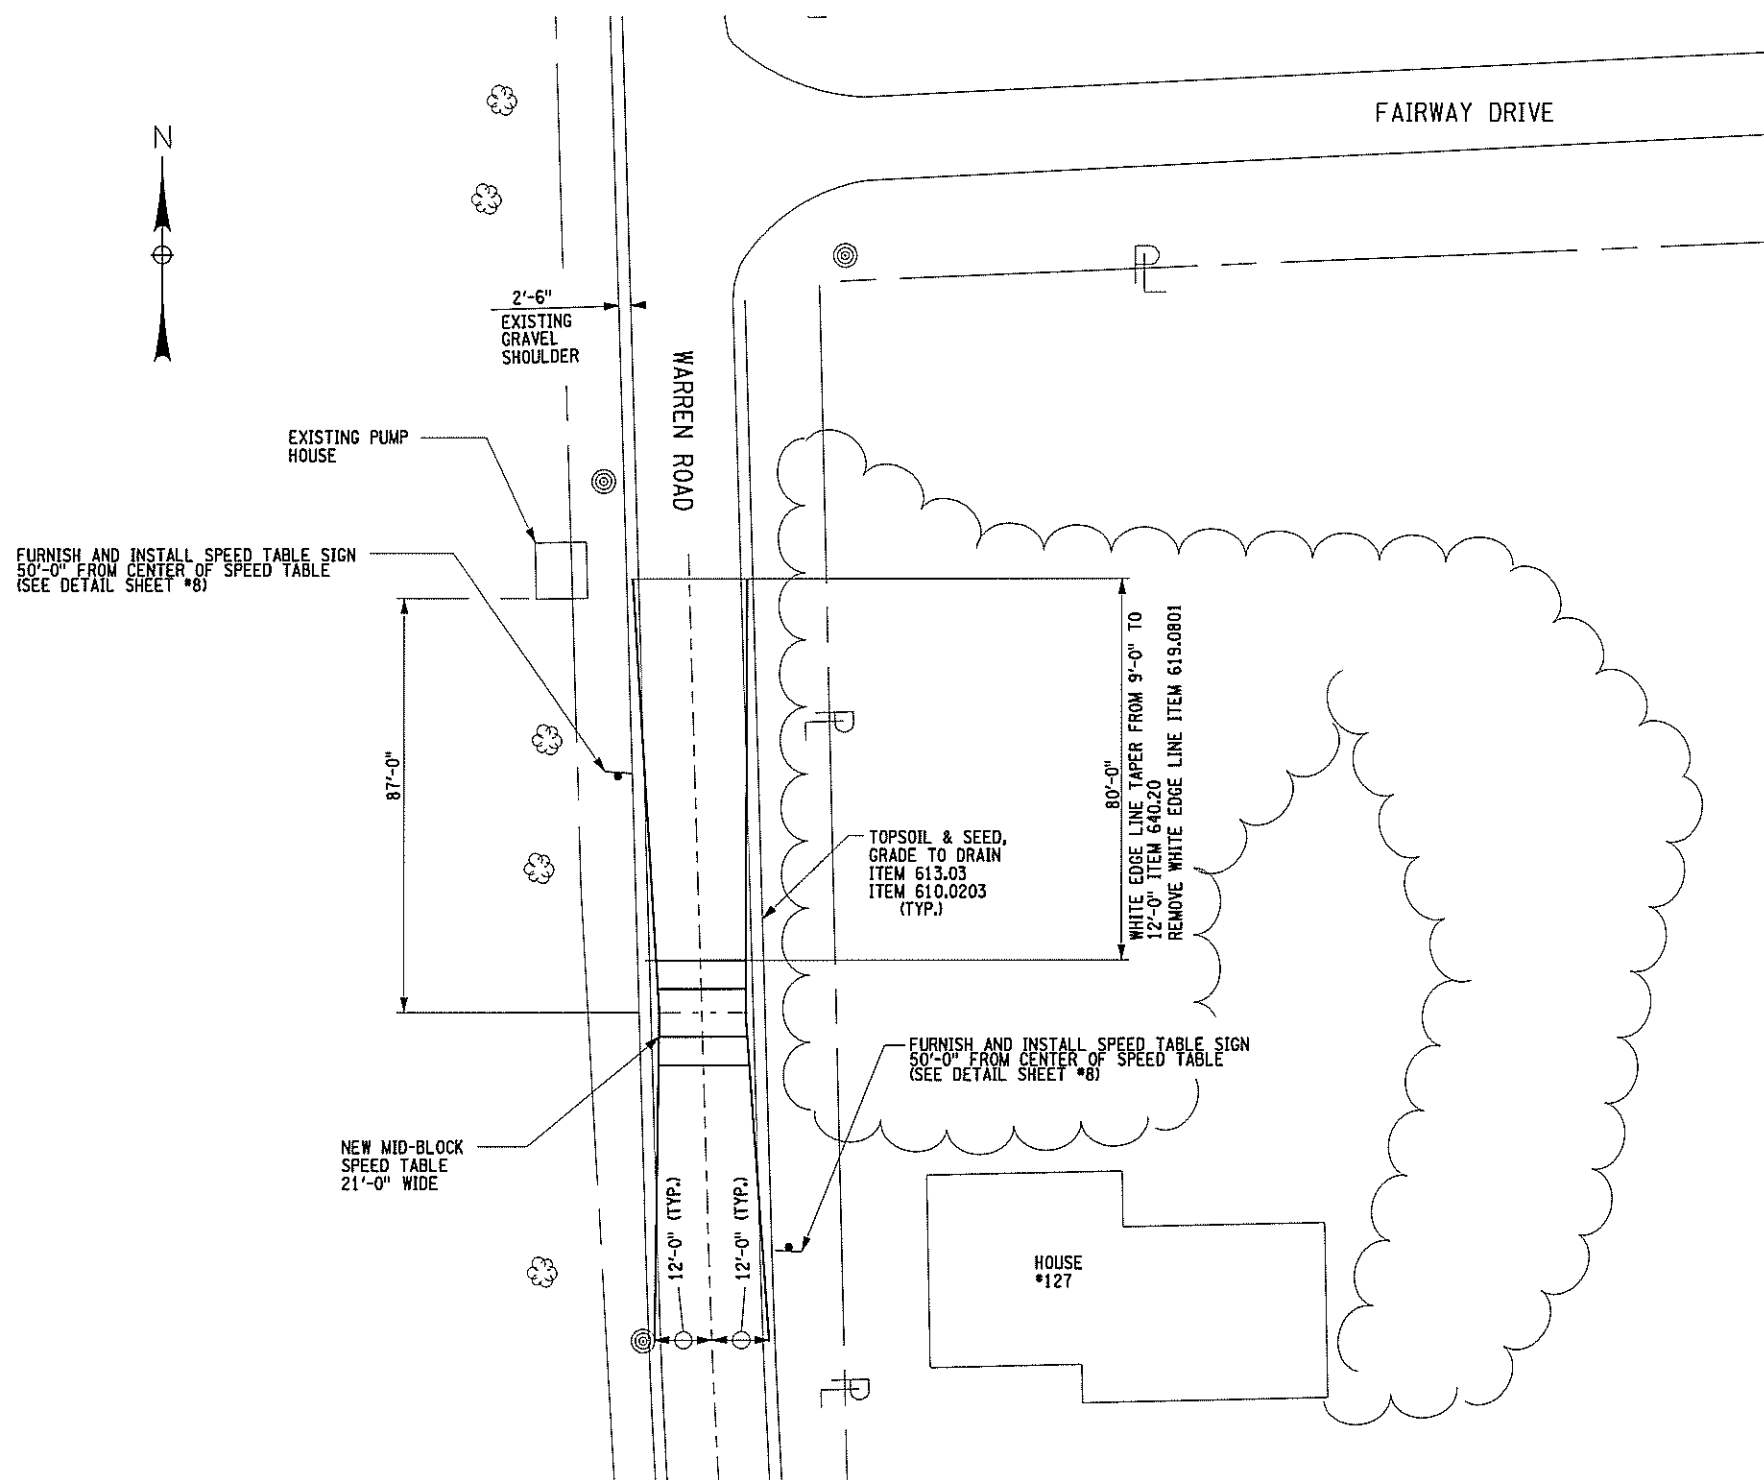 N
FAIRWAY DRIVE
PL
2'-6"
EXISTING
GRAVEL
SHOULDER
WARREN ROAD
EXISTING PUMP
HOUSE
FURNISH AND INSTALL SPEED TABLE SIGN
50'-0" FROM CENTER OF SPEED TABLE
(SEE DETAIL SHEET #8)
87'-0"
80'-0"
WHITE EDGE LINE TAPER FROM 9'-0" TO
12'-0" ITEM 640.20
REMOVE WHITE EDGE LINE ITEM 619.0801
PL
TOPSOIL & SEED,
GRADE TO DRAIN
ITEM 613.03
ITEM 610.0203
(TYP.)
FURNISH AND INSTALL SPEED TABLE SIGN
50'-0" FROM CENTER OF SPEED TABLE
(SEE DETAIL SHEET #8)
NEW MID-BLOCK
SPEED TABLE
21'-0" WIDE
12'-0" (TYP.)
12'-0" (TYP.)
HOUSE
#127
PL